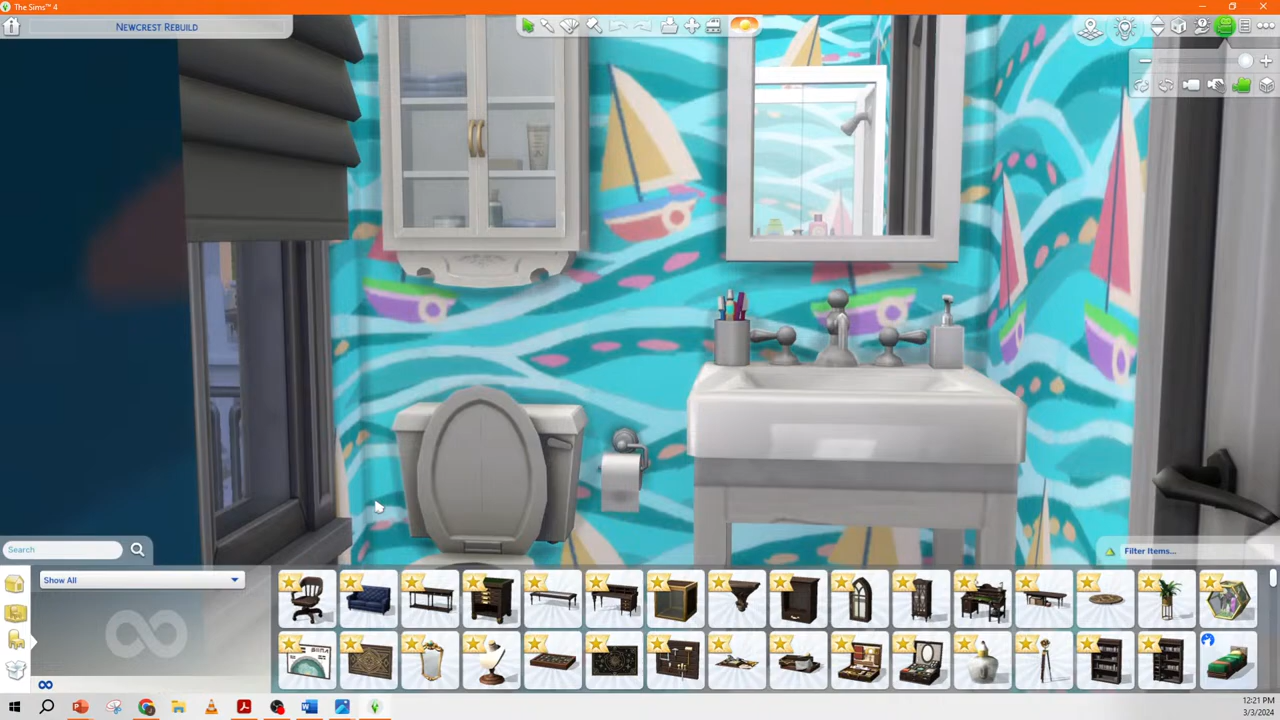 The Sims™ 4
NEWCREST REBUILD
Search
Filter Items...
Show All
12:21 PM
3/3/2024